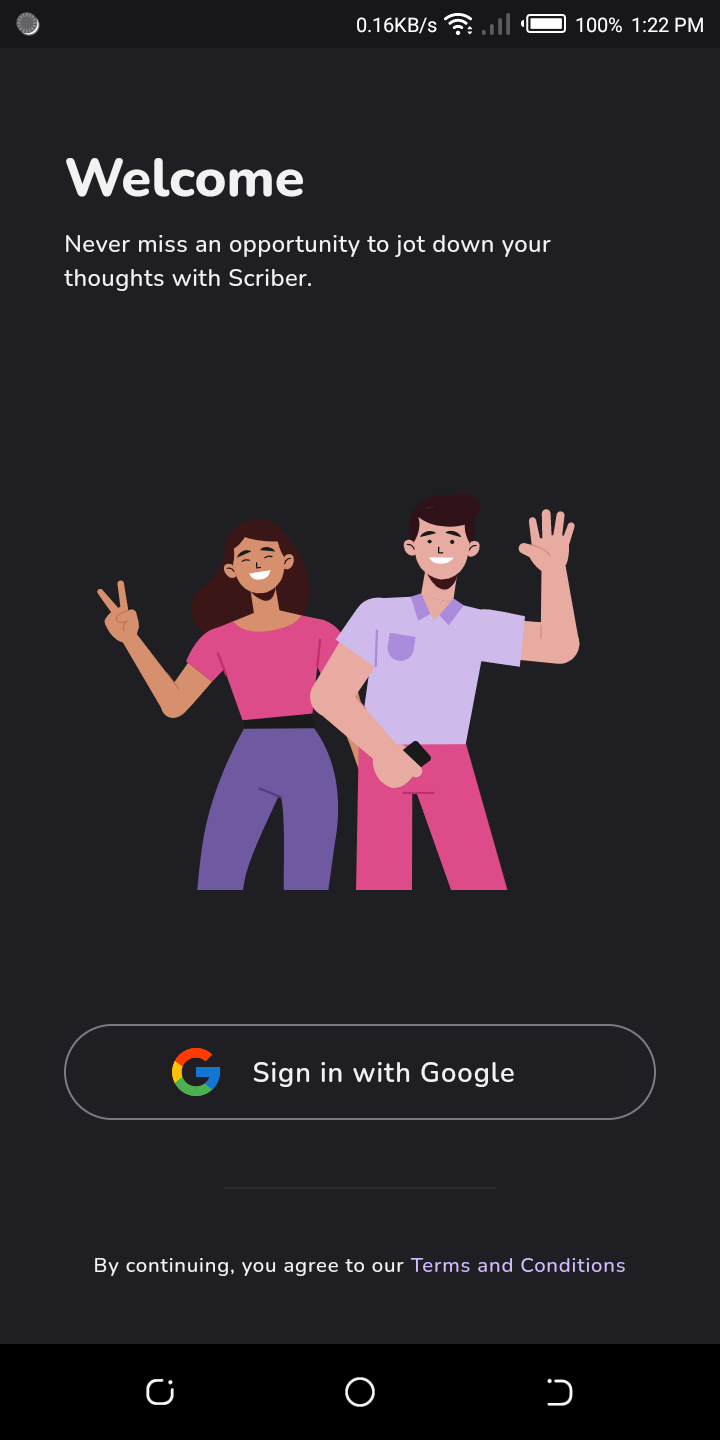 0.16KB/s 100% 1:22 PM
Welcome
Never miss an opportunity to jot down your
thoughts with Scriber.
Sign in with Google
By continuing, you agree to our Terms and Conditions